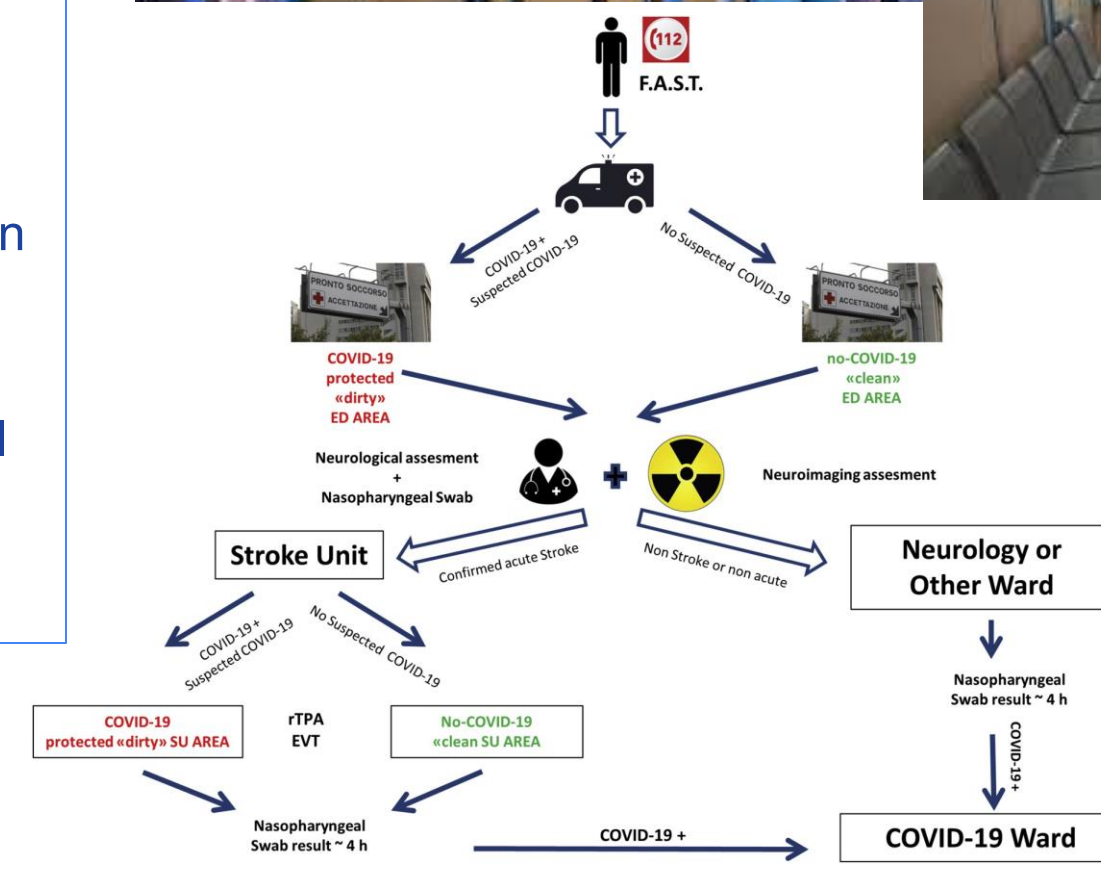 112
F.A.S.T.
COVID-19+
Suspected COVID-19
No Suspected COVID-19
PRONTO SOCCORSO
ACCETTAZIONE
PRONTO SOCCORSO
ACCETTAZIONE
COVID-19
protected
«dirty»
ED AREA
no-COVID-19
«clean»
ED AREA
Neurological assesment
+
Nasopharyngeal Swab
Neuroimaging assesment
Stroke Unit
Confirmed acute Stroke
Non Stroke or non acute
Neurology or
Other Ward
COVID-19+
Suspected COVID-19
No Suspected COVID-19
Nasopharyngeal
Swab result ~ 4 h
COVID-19
protected «dirty» SU AREA
rTPA
EVT
No-COVID-19
«clean SU AREA
COVID-19 +
Nasopharyngeal
Swab result ~ 4 h
COVID-19 +
COVID-19 Ward